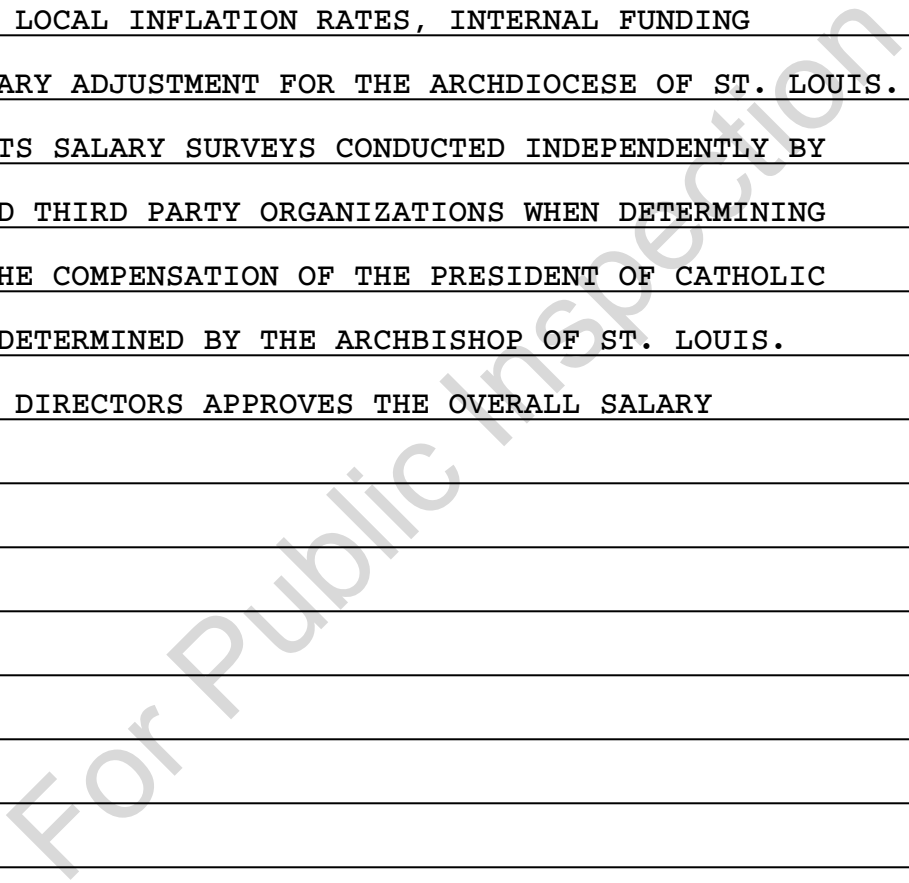 LOCAL INFLATION RATES, INTERNAL FUNDING
ARY ADJUSTMENT FOR THE ARCHDIOCESE OF ST. LOUIS.
TS SALARY SURVEYS CONDUCTED INDEPENDENTLY BY
D THIRD PARTY ORGANIZATIONS WHEN DETERMINING
HE COMPENSATION OF THE PRESIDENT OF CATHOLIC
DETERMINED BY THE ARCHBISHOP OF ST. LOUIS.
DIRECTORS APPROVES THE OVERALL SALARY
For Public Inspection